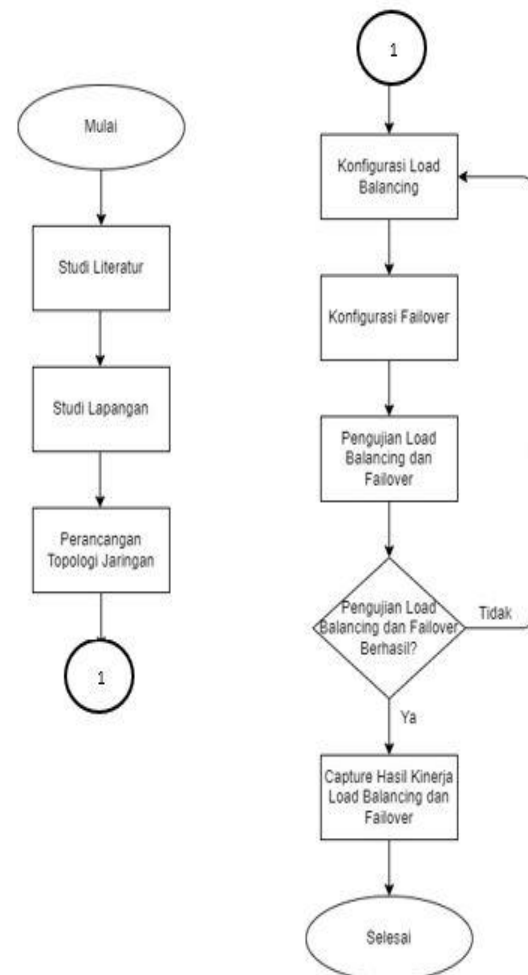 Mulai
Studi Literatur
Studi Lapangan
Perancangan
Topologi Jaringan
1
1
Konfigurasi Load
Balancing
Konfigurasi Failover
Pengujian Load
Balancing dan
Failover
Pengujian Load
Balancing dan Failover
Berhasil?
Tidak
Ya
Capture Hasil Kinerja
Load Balancing dan
Failover
Selesai